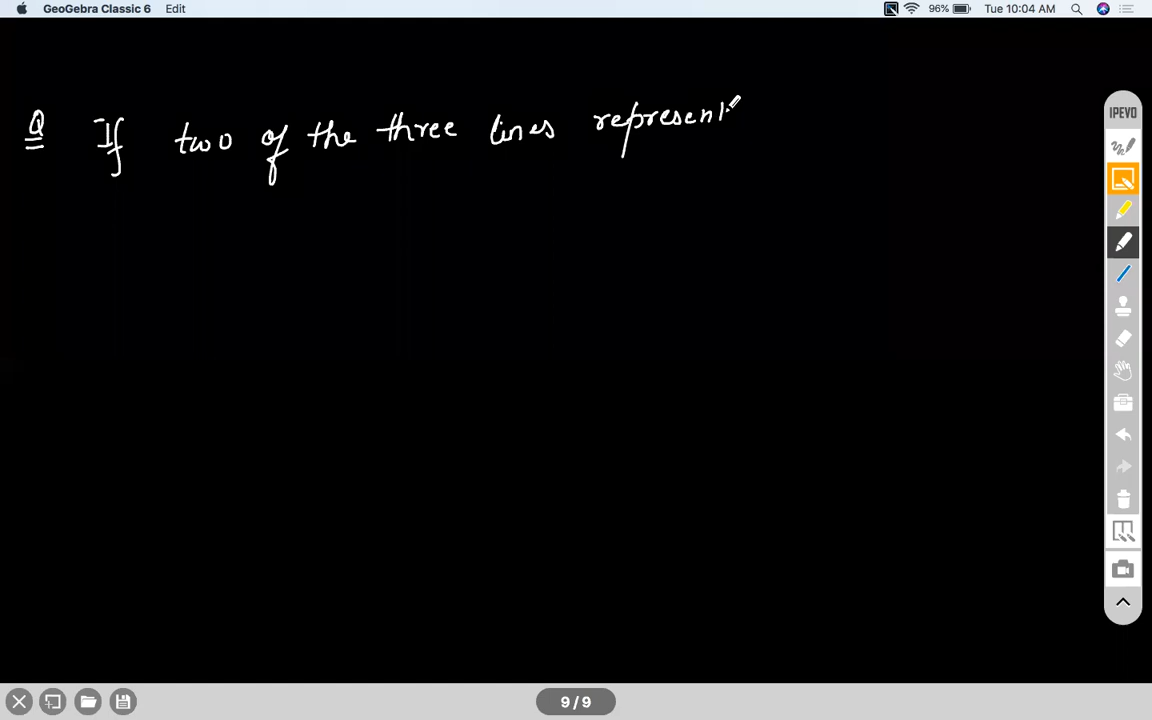 GeoGebra Classic 6 Edit 96% Tue 10:04 AM
Q If two of the three lines represent
IPEVO
9 / 9